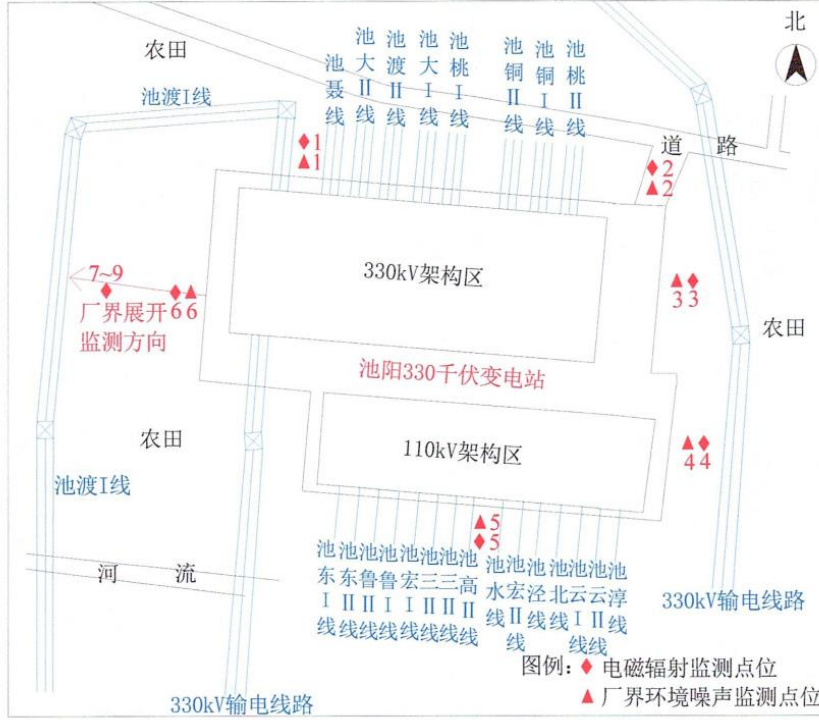 北
农田
池渡I线
池聂线
池大II线
池渡II线
池大I线
池桃I线
池铜II线
池铜I线
池桃II线
道 路
1
1
2
2
330kV架构区
7~9
66
厂界展开
监测方向
33
农田
池阳330千伏变电站
农田
110kV架构区
44
池渡I线
5
5
河 流
池东I线
池东II线
池鲁II线
池鲁I线
池宏I线
池三II线
池三II线
池高II线
池水线
池宏II线
池泾线
池北线
池云I线
池云II线
池淳线
330kV输电线路
330kV输电线路
图例：
电磁辐射监测点位
厂界环境噪声监测点位